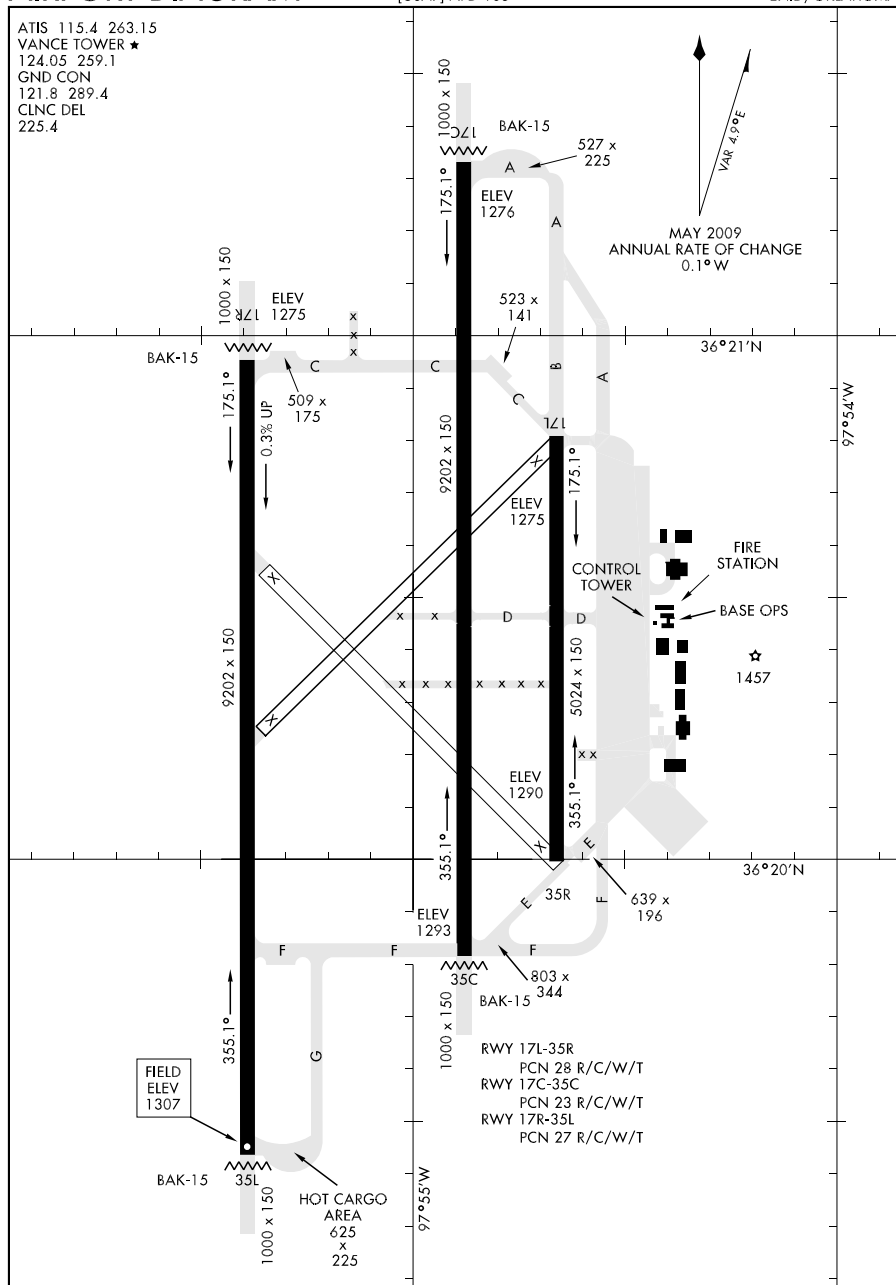 ATIS 115.4 263.15
VANCE TOWER ★
124.05 259.1
GND CON
121.8 289.4
CLNC DEL
225.4
1000 x 150
17C
BAK-15
A
527 x
225
175.1°
ELEV
1276
A
VAR 4.9°E
MAY 2009
ANNUAL RATE OF CHANGE
0.1° W
1000 x 150
17R
ELEV
1275
x
x
x
523 x
141
36°21'N
BAK-15
C
C
B
A
509 x
175
C
175.1°
0.3% UP
97°54'W
17L
9202 x 150
X
175.1°
ELEV
1275
FIRE
STATION
CONTROL
TOWER
BASE OPS
X
x x
D
D
1457
9202 x 150
x x x x x x x
5024 x 150
X
x x
ELEV
1290
355.1°
355.1°
X
E
36°20'N
35R
639 x
196
E
F
ELEV
1293
F
F
F
35C
803 x
344
BAK-15
355.1°
1000 x 150
G
RWY 17L-35R
PCN 28 R/C/W/T
RWY 17C-35C
PCN 23 R/C/W/T
RWY 17R-35L
PCN 27 R/C/W/T
FIELD
ELEV
1307
BAK-15
35L
1000 x 150
HOT CARGO
AREA
625
x
225
97°55'W